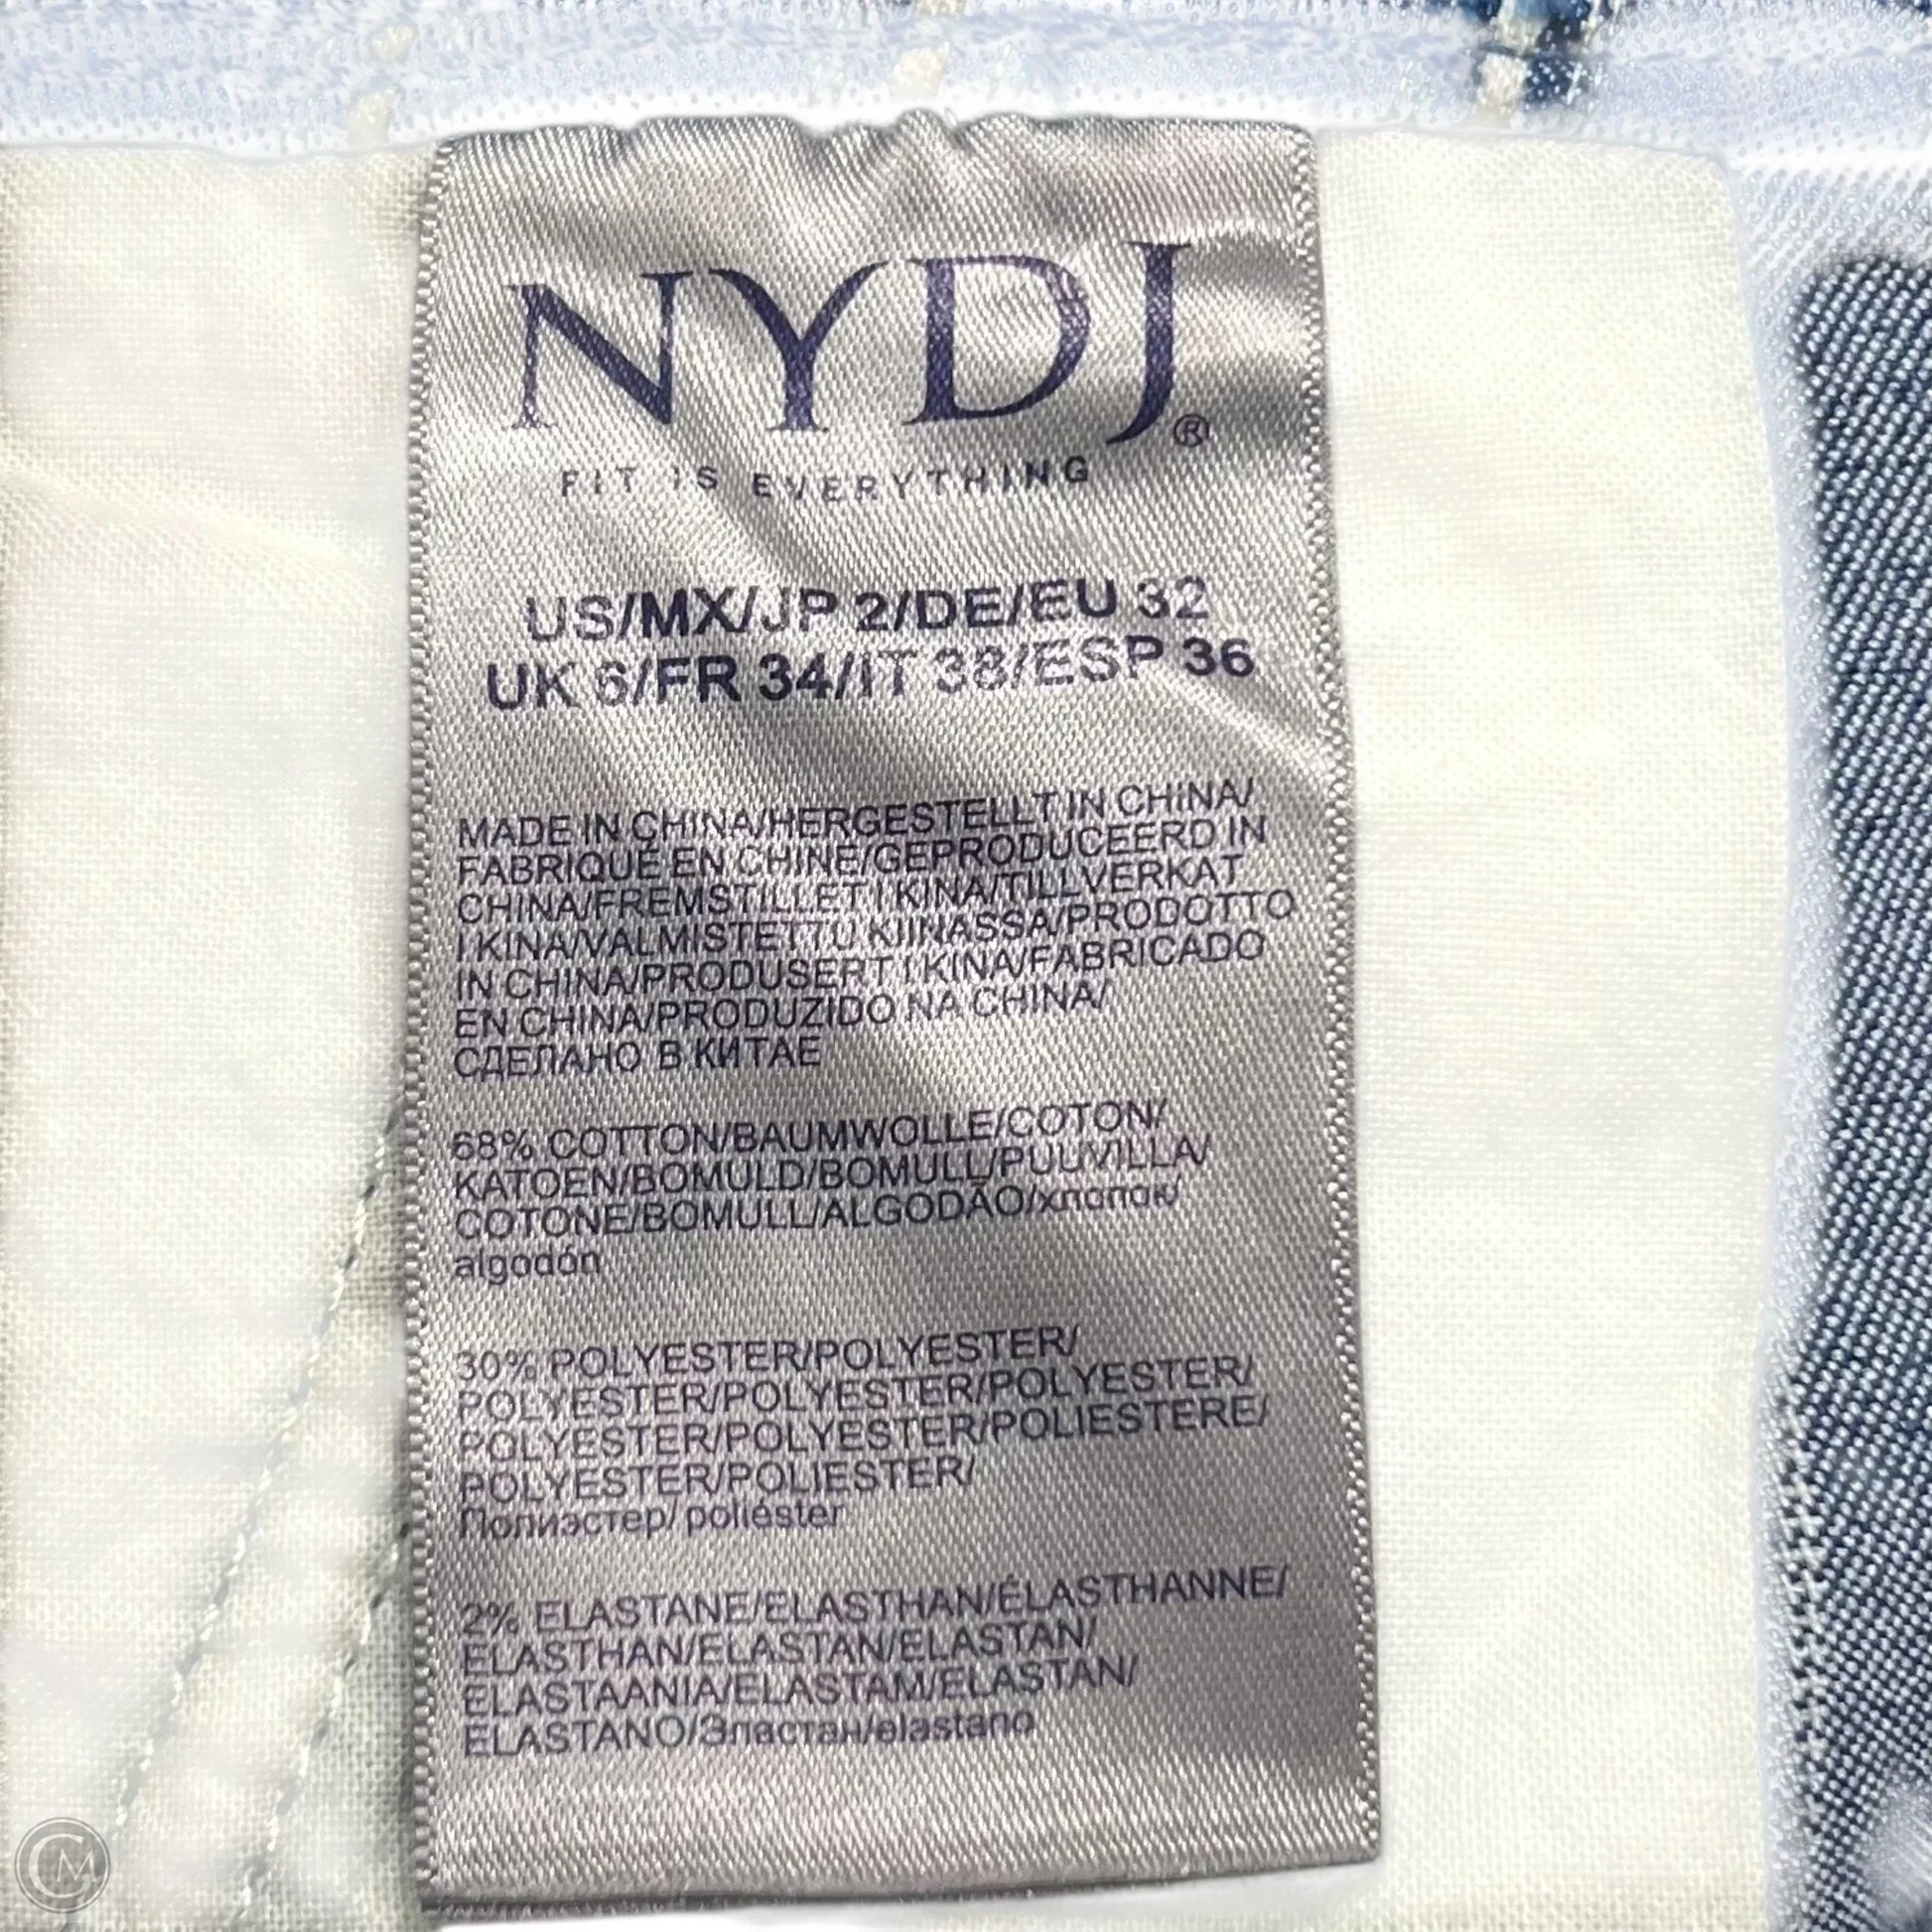 NYDJ®
FIT IS EVERYTHING
US/MX/JP 2/DE/EU 32
UK 6/FR 34/IT 38/ESP 36
MADE IN CHINA/HERGESTELLT IN CHINA/
FABRIQUÉ EN CHINE/GEPRODUCEERD IN
CHINA/FREMSTILLET I KINA/TILLVERKAT
I KINA/VALMISTETTU KIINASSA/PRODOTTO
IN CHINA/PRODUSERT I KINA/FABRICADO
EN CHINA/PRODUZIDO NA CHINA/
СДЕЛАНО В КИТАЕ
68% COTTON/BAUMWOLLE/COTON/
KATOEN/BOMULD/BOMULL/PUUVILLA/
COTONE/BOMULL/ALGODÃO/хлопок/
algodón
30% POLYESTER/POLYESTER/
POLYESTER/POLYESTER/POLYESTER/
POLYESTER/POLYESTER/POLIESTERE/
POLYESTER/POLIESTER/
Полиэстер/ poliéster
2% ELASTANE/ELASTHAN/ÉLASTHANNE/
ELASTHAN/ELASTAN/ELASTAN/
ELASTAANIA/ELASTAM/ELASTAN/
ELASTANO/Эластан/elastano
CM